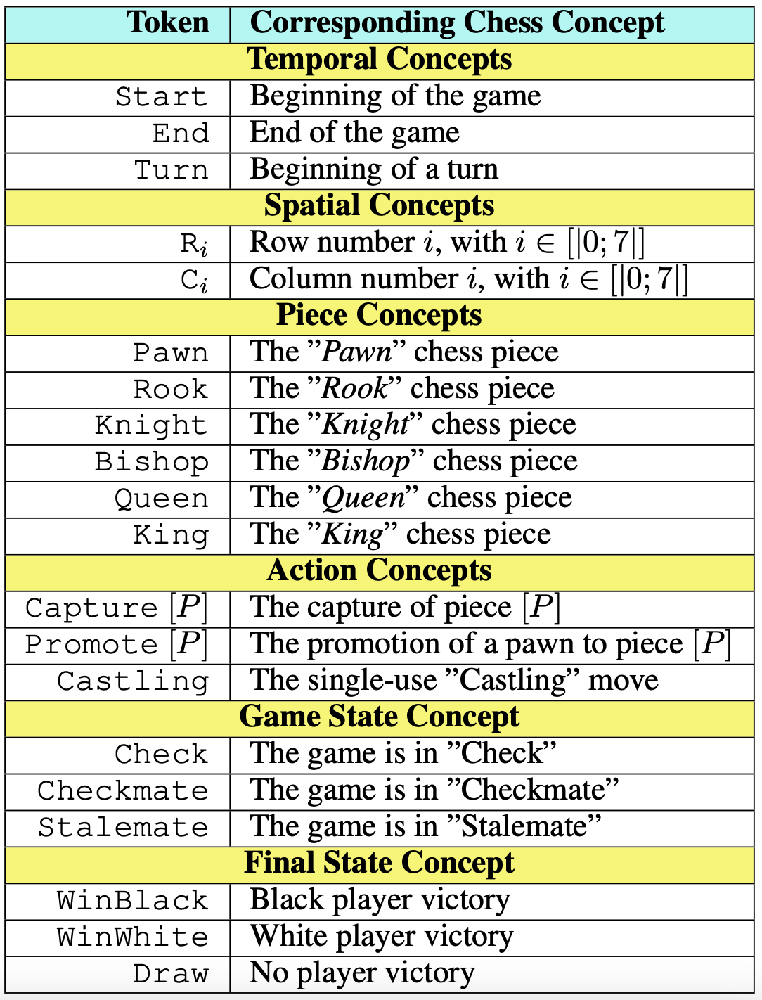 Token Corresponding Chess Concept
Temporal Concepts
Start Beginning of the game
End End of the game
Turn Beginning of a turn
Spatial Concepts
Ri Row number i, with i ∈ [|0; 7|]
Ci Column number i, with i ∈ [|0; 7|]
Piece Concepts
Pawn The ”Pawn” chess piece
Rook The ”Rook” chess piece
Knight The ”Knight” chess piece
Bishop The ”Bishop” chess piece
Queen The ”Queen” chess piece
King The ”King” chess piece
Action Concepts
Capture [P] The capture of piece [P]
Promote [P] The promotion of a pawn to piece [P]
Castling The single-use ”Castling” move
Game State Concept
Check The game is in ”Check”
Checkmate The game is in ”Checkmate”
Stalemate The game is in ”Stalemate”
Final State Concept
WinBlack Black player victory
WinWhite White player victory
Draw No player victory